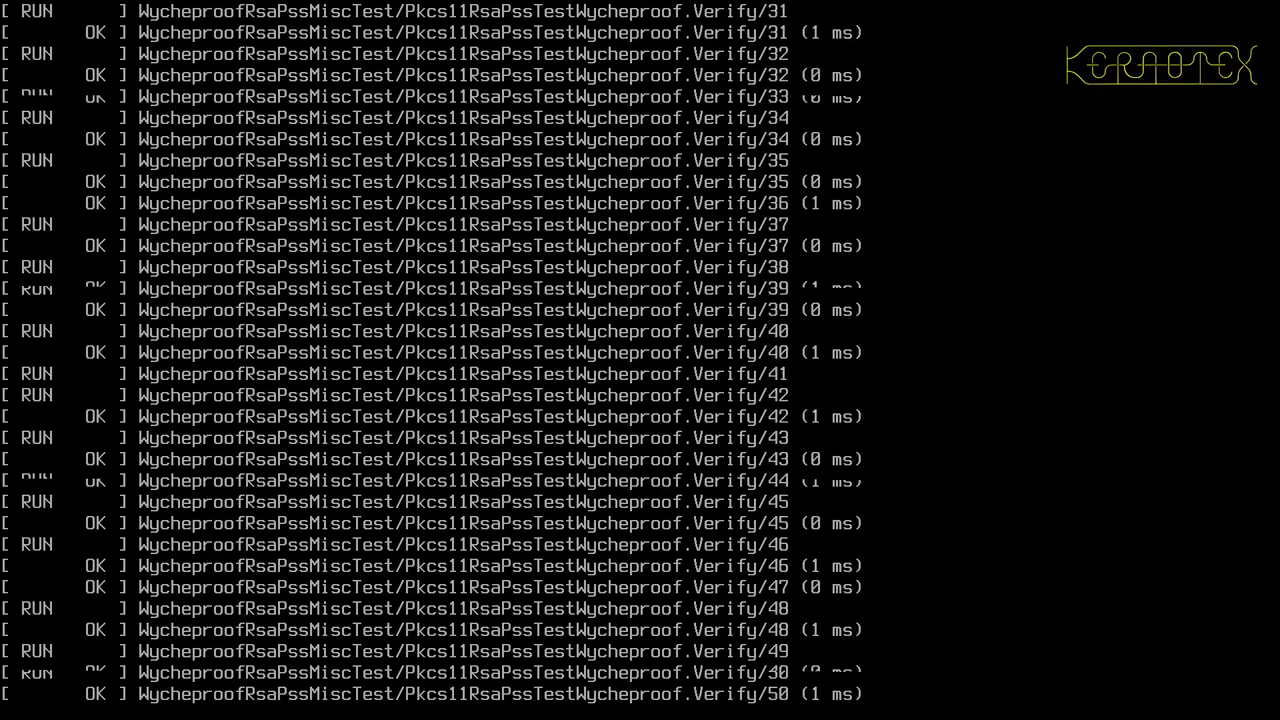 [ RUN      ] WycheproofRsaPssMiscTest/Pkcs11RsaPssTestWycheproof.Verify/31
[       OK ] WycheproofRsaPssMiscTest/Pkcs11RsaPssTestWycheproof.Verify/31 (1 ms)
[ RUN      ] WycheproofRsaPssMiscTest/Pkcs11RsaPssTestWycheproof.Verify/32
[       OK ] WycheproofRsaPssMiscTest/Pkcs11RsaPssTestWycheproof.Verify/32 (0 ms)
[ ] WycheproofRsaPssMiscTest/Pkcs11RsaPssTestWycheproof.Verify/33
[ RUN      ] WycheproofRsaPssMiscTest/Pkcs11RsaPssTestWycheproof.Verify/34
[       OK ] WycheproofRsaPssMiscTest/Pkcs11RsaPssTestWycheproof.Verify/34 (0 ms)
[ RUN      ] WycheproofRsaPssMiscTest/Pkcs11RsaPssTestWycheproof.Verify/35
[       OK ] WycheproofRsaPssMiscTest/Pkcs11RsaPssTestWycheproof.Verify/35 (0 ms)
[       OK ] WycheproofRsaPssMiscTest/Pkcs11RsaPssTestWycheproof.Verify/36 (1 ms)
[ RUN      ] WycheproofRsaPssMiscTest/Pkcs11RsaPssTestWycheproof.Verify/37
[       OK ] WycheproofRsaPssMiscTest/Pkcs11RsaPssTestWycheproof.Verify/37 (0 ms)
[ RUN      ] WycheproofRsaPssMiscTest/Pkcs11RsaPssTestWycheproof.Verify/38
[ RUN ] WycheproofRsaPssMiscTest/Pkcs11RsaPssTestWycheproof.Verify/39
[       OK ] WycheproofRsaPssMiscTest/Pkcs11RsaPssTestWycheproof.Verify/39 (0 ms)
[ RUN      ] WycheproofRsaPssMiscTest/Pkcs11RsaPssTestWycheproof.Verify/40
[       OK ] WycheproofRsaPssMiscTest/Pkcs11RsaPssTestWycheproof.Verify/40 (1 ms)
[ RUN      ] WycheproofRsaPssMiscTest/Pkcs11RsaPssTestWycheproof.Verify/41
[ RUN      ] WycheproofRsaPssMiscTest/Pkcs11RsaPssTestWycheproof.Verify/42
[       OK ] WycheproofRsaPssMiscTest/Pkcs11RsaPssTestWycheproof.Verify/42 (1 ms)
[ RUN      ] WycheproofRsaPssMiscTest/Pkcs11RsaPssTestWycheproof.Verify/43
[       OK ] WycheproofRsaPssMiscTest/Pkcs11RsaPssTestWycheproof.Verify/43 (0 ms)
[ ] WycheproofRsaPssMiscTest/Pkcs11RsaPssTestWycheproof.Verify/44
[ RUN      ] WycheproofRsaPssMiscTest/Pkcs11RsaPssTestWycheproof.Verify/45
[       OK ] WycheproofRsaPssMiscTest/Pkcs11RsaPssTestWycheproof.Verify/45 (0 ms)
[ RUN      ] WycheproofRsaPssMiscTest/Pkcs11RsaPssTestWycheproof.Verify/46
[       OK ] WycheproofRsaPssMiscTest/Pkcs11RsaPssTestWycheproof.Verify/46 (1 ms)
[       OK ] WycheproofRsaPssMiscTest/Pkcs11RsaPssTestWycheproof.Verify/47 (0 ms)
[ RUN      ] WycheproofRsaPssMiscTest/Pkcs11RsaPssTestWycheproof.Verify/48
[       OK ] WycheproofRsaPssMiscTest/Pkcs11RsaPssTestWycheproof.Verify/48 (1 ms)
[ RUN      ] WycheproofRsaPssMiscTest/Pkcs11RsaPssTestWycheproof.Verify/49
[ RUN ] WycheproofRsaPssMiscTest/Pkcs11RsaPssTestWycheproof.
[       OK ] WycheproofRsaPssMiscTest/Pkcs11RsaPssTestWycheproof.Verify/50 (1 ms)
KERAOTEX